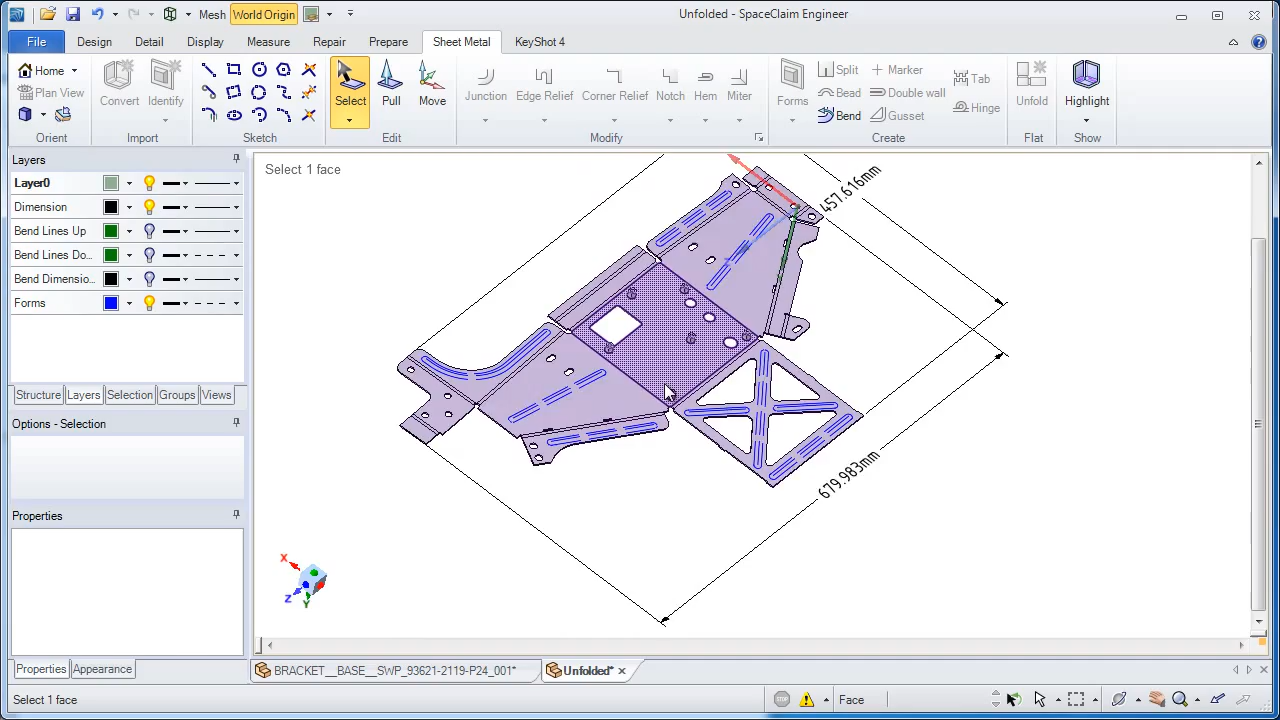 Mesh World Origin Unfolded - SpaceClaim Engineer
File Design Detail Display Measure Repair Prepare Sheet Metal KeyShot 4
Home
Plan View
Orient
Convert Identify
Import
Sketch
Select Pull Move
Edit
Junction Edge Relief Corner Relief Notch Hem Miter
Modify
Forms
Split
Bead
Bend
Marker
Double wall
Gusset
Tab
Hinge
Create
Unfold
Flat
Highlight
Show
Layers
Layer0
Dimension
Bend Lines Up
Bend Lines Do...
Bend Dimensio...
Forms
Structure Layers Selection Groups Views
Options - Selection
Properties
Properties Appearance
Select 1 face
457.616mm
679.983mm
X
Z
Y
BRACKET__BASE__SWP_93621-2119-P24_001* Unfolded*
Select 1 face
Face